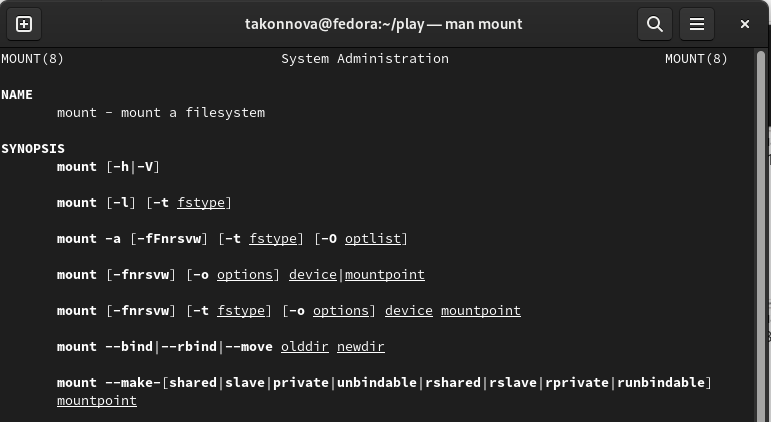 takonnova@fedora:~/play — man mount
MOUNT(8) System Administration MOUNT(8)
NAME
mount - mount a filesystem
SYNOPSIS
mount [-h|-V]
mount [-l] [-t fstype]
mount -a [-fFnrsvw] [-t fstype] [-O optlist]
mount [-fnrsvw] [-o options] device|mountpoint
mount [-fnrsvw] [-t fstype] [-o options] device mountpoint
mount --bind|--rbind|--move olddir newdir
mount --make-[shared|slave|private|unbindable|rshared|rslave|rprivate|runbindable]
mountpoint